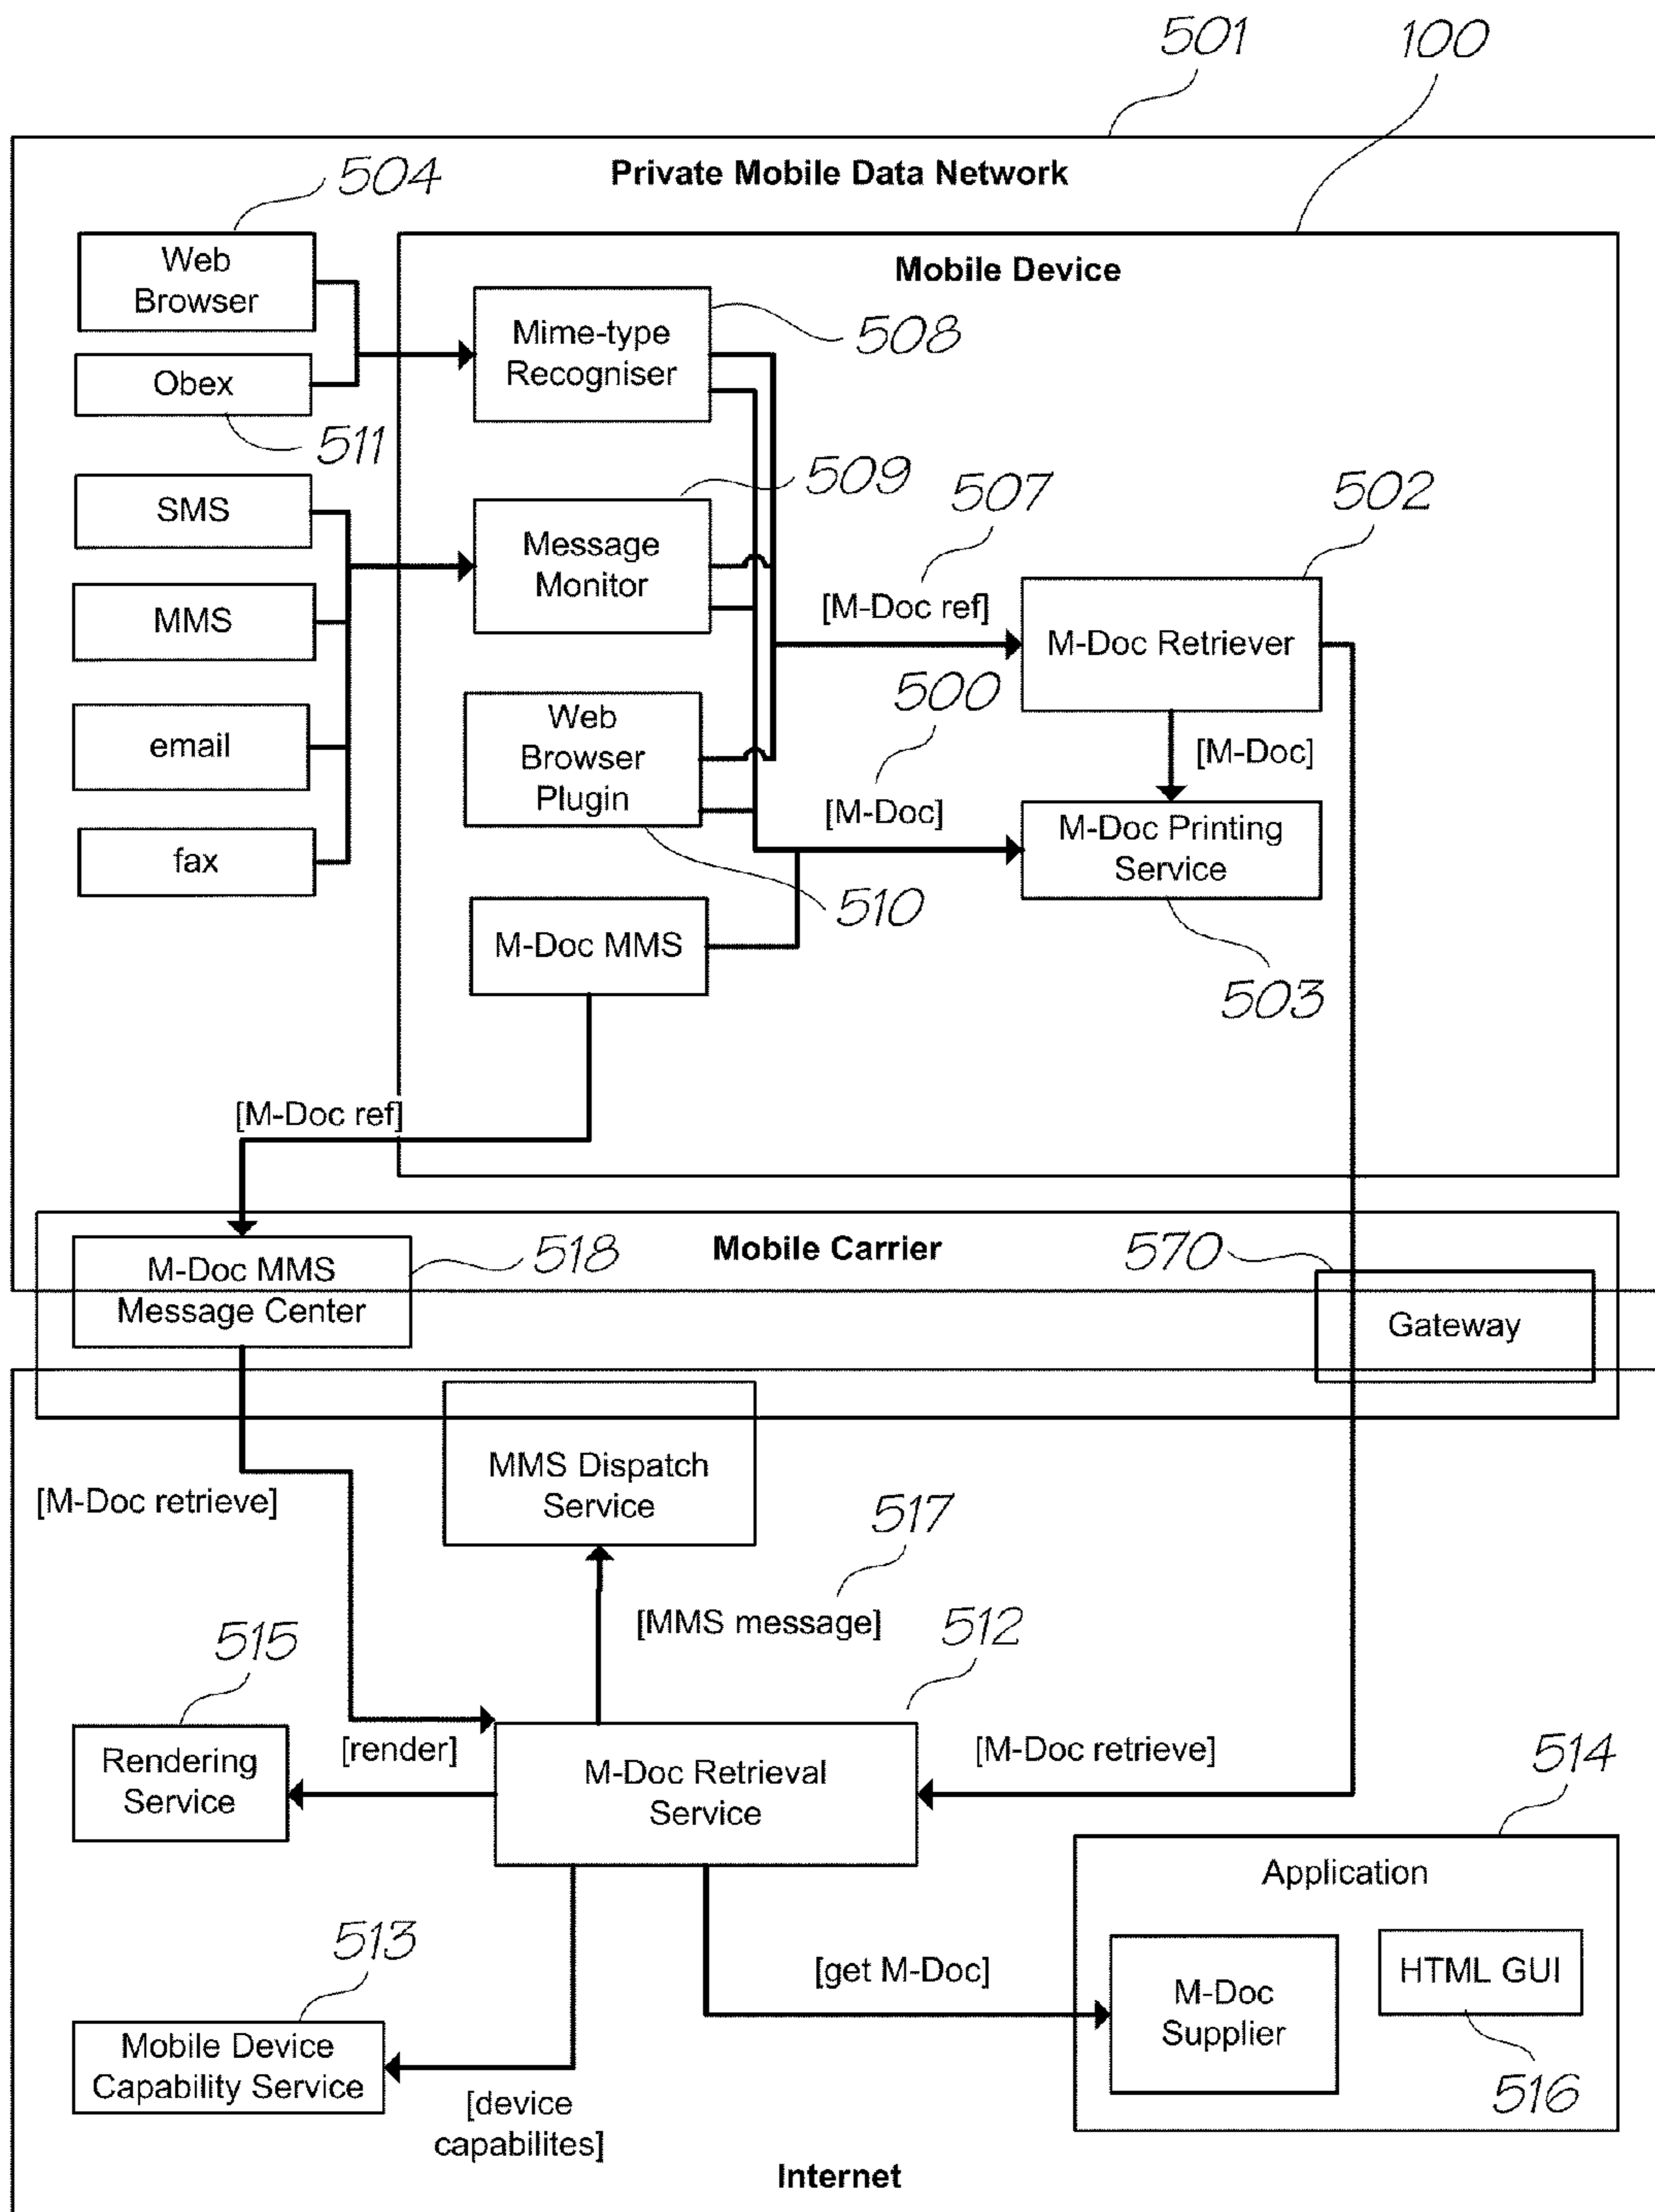 501
100
Private Mobile Data Network
504
Web
Browser
Mobile Device
Mime-type
Recogniser
508
Obex
511
SMS
509
507
502
Message
Monitor
MMS
[M-Doc ref]
M-Doc Retriever
500
Web
Browser
Plugin
email
[M-Doc]
[M-Doc]
M-Doc Printing
Service
fax
510
M-Doc MMS
503
[M-Doc ref]
M-Doc MMS
Message Center
518
Mobile Carrier
570
Gateway
MMS Dispatch
Service
[M-Doc retrieve]
517
[MMS message]
512
515
Rendering
Service
[render]
M-Doc Retrieval
Service
[M-Doc retrieve]
514
Application
513
[get M-Doc]
M-Doc
Supplier
HTML GUI
516
Mobile Device
Capability Service
[device
capabilites]
Internet